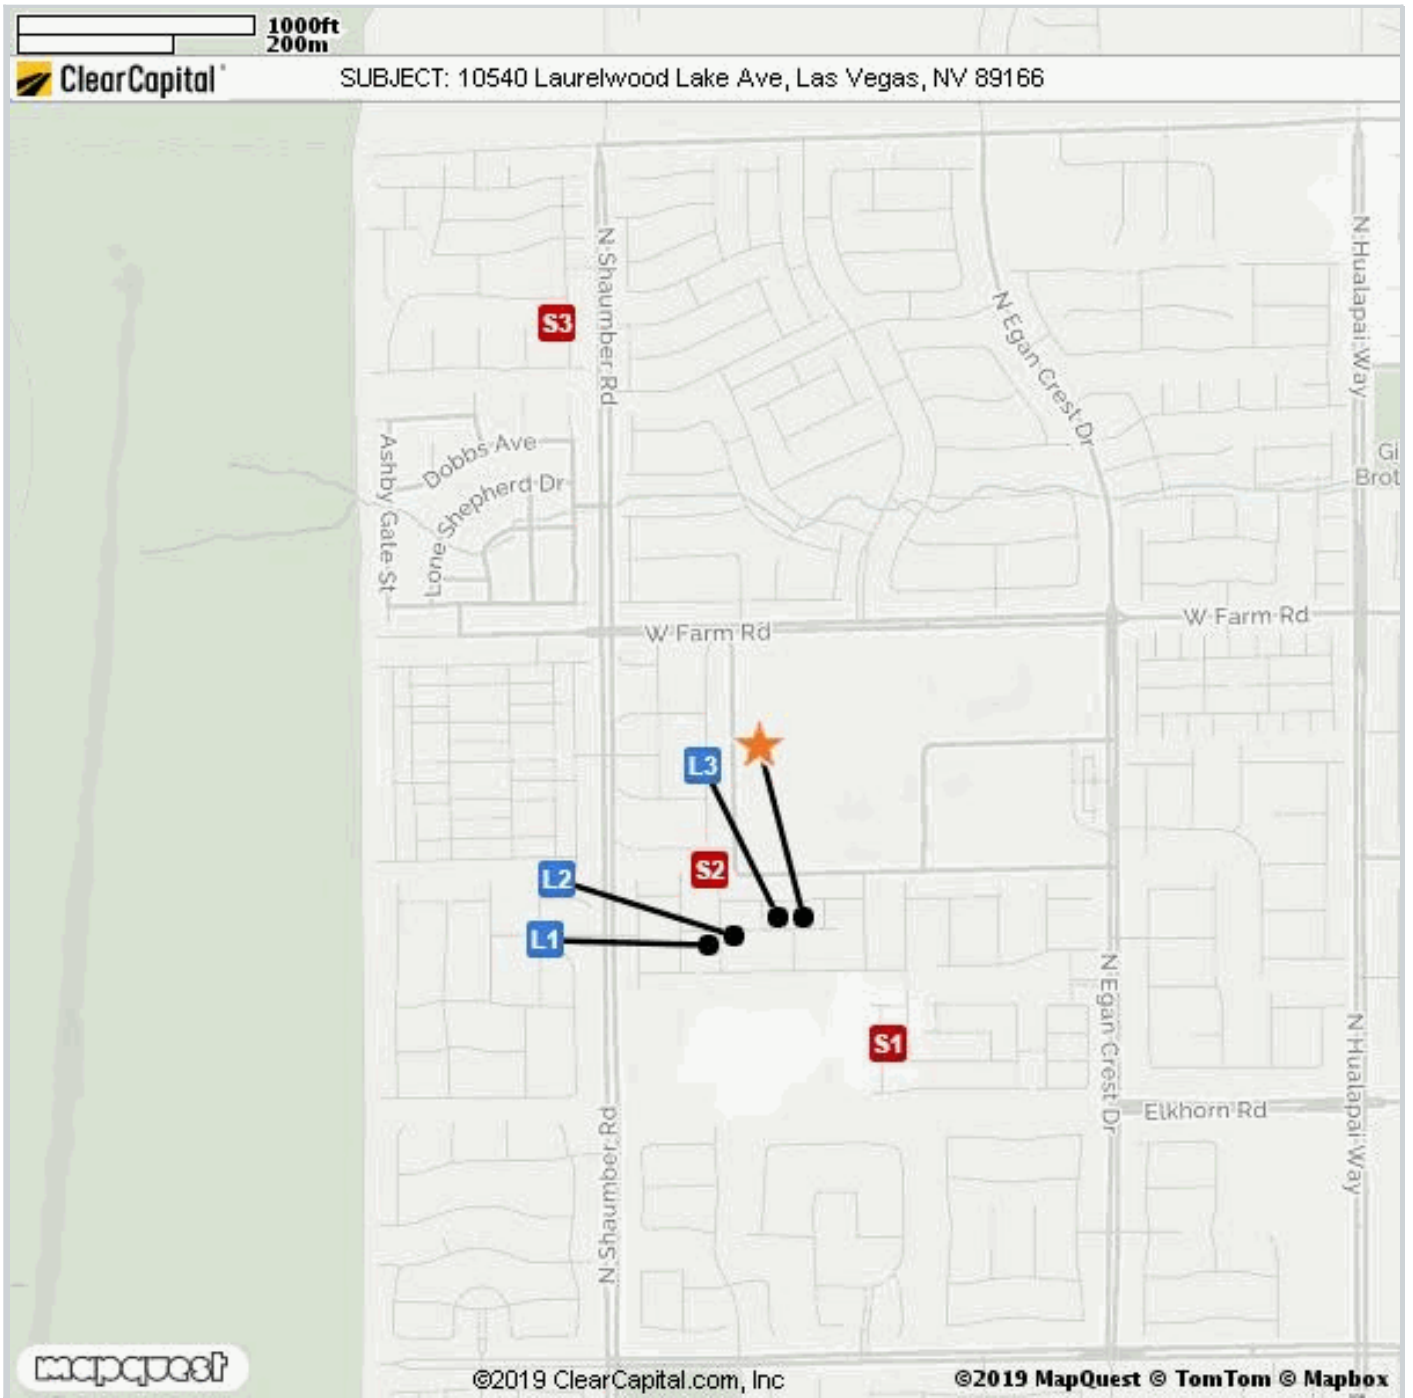 1000ft
200m
ClearCapital
SUBJECT: 10540 Laurelwood Lake Ave, Las Vegas, NV 89166
N Shaumber Rd
N Hualapai Way
N Egan Crest Dr
S3
Ashby Gate St
Dobbs Ave
Lone Shepherd Dr
Gi
Brot
W Farm Rd
W Farm Rd
L3
S2
L2
L1
S1
N Egan Crest Dr
N Hualapai Way
Elkhorn Rd
N Shaumber Rd
mapquest
©2019 ClearCapital.com, Inc
©2019 MapQuest © TomTom © Mapbox